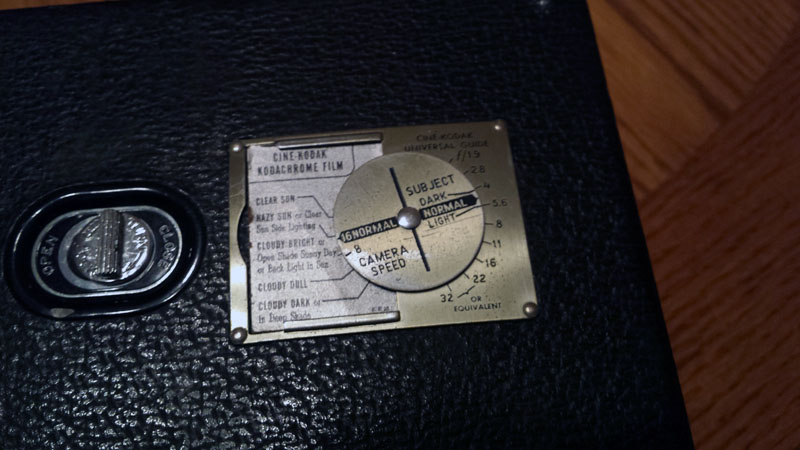 CINE-KODAK
KODACHROME FILM
CLEAR SUN
HAZY SUN or Clear
Sun Side Lighting
CLOUDY BRIGHT or
Open Shade Sunny Day
or Back Light In Sun
CLOUDY DULL
CLOUDY DARK or
In Deep Shade
CINE-KODAK
UNIVERSAL GUIDE
f/1.9
2.8
4
5.6
8
11
16
22
32
OR
EQUIVALENT
SUBJECT
DARK
NORMAL
LIGHT
16 NORMAL
8
CAMERA
SPEED
OPEN
CLOSE